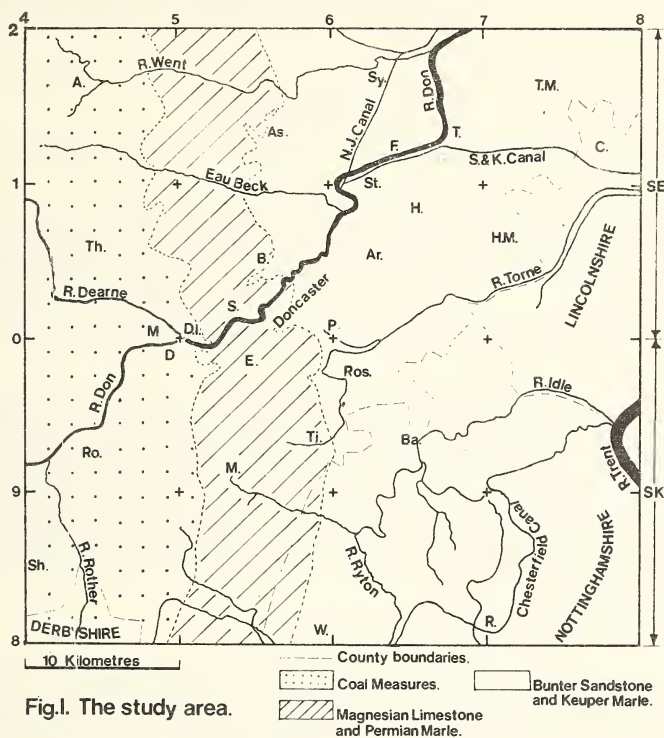 4 5 6 7 8
2
R.Went
A.
Sy.
R.Don
T.M.
As.
N.J. Canal
F.
T.
C.
S.& K.Canal
Eau Beck
1
St.
SE
H.
H.M.
Th.
Ar.
B.
R.Torne
LINCOLNSHIRE
R.Dearne
S.
Doncaster
M
D.I.
P
0
D
E.
Ros.
R.Idle
R.Don
Ti.
Ba.
R.Trent
Ro.
M.
9
SK
R.Rother
R.Ryton
Chesterfield Canal
NOTTINGHAMSHIRE
Sh.
R.
W.
8
DERBYSHIRE
10 Kilometres
County boundaries.
Coal Measures.
Bunter Sandstone
and Keuper Marle.
Magnesian Limestone
and Permian Marle.
Fig.I. The study area.